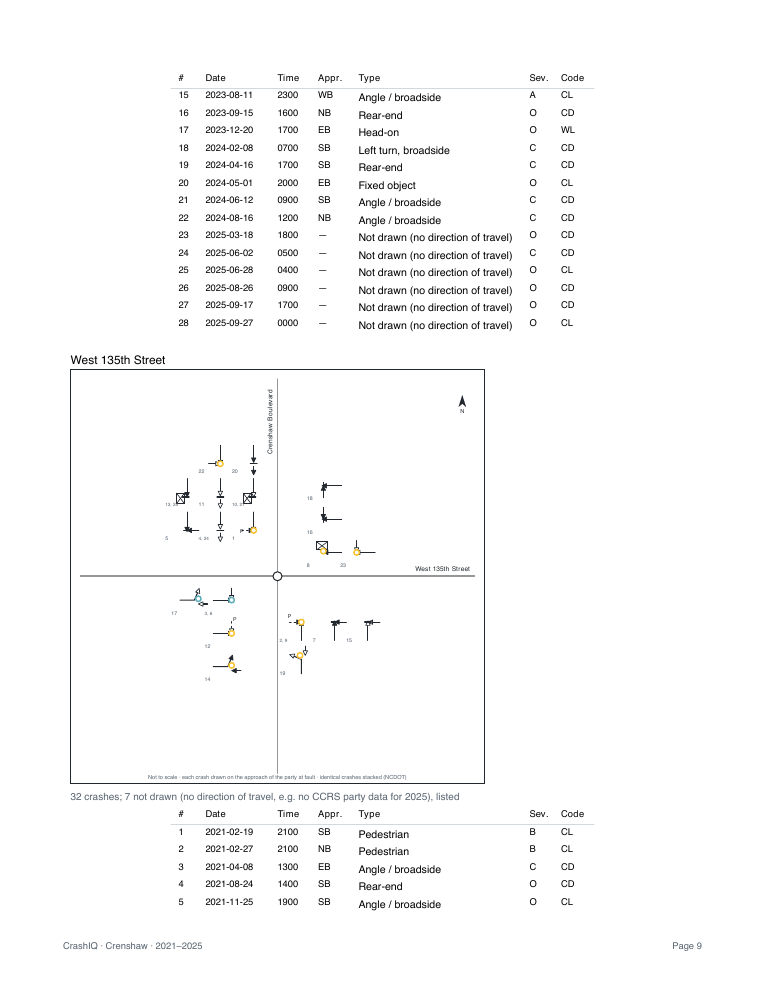 # Date Time Appr. Type Sev. Code
15 2023-08-11 2300 WB Angle / broadside A CL
16 2023-09-15 1600 NB Rear-end O CD
17 2023-12-20 1700 EB Head-on O WL
18 2024-02-08 0700 SB Left turn, broadside C CD
19 2024-04-16 1700 SB Rear-end C CD
20 2024-05-01 2000 EB Fixed object O CL
21 2024-06-12 0900 SB Angle / broadside C CD
22 2024-08-16 1200 NB Angle / broadside C CD
23 2025-03-18 1800 — Not drawn (no direction of travel) O CD
24 2025-06-02 0500 — Not drawn (no direction of travel) C CD
25 2025-06-28 0400 — Not drawn (no direction of travel) O CL
26 2025-08-26 0900 — Not drawn (no direction of travel) O CD
27 2025-09-17 1700 — Not drawn (no direction of travel) O CD
28 2025-09-27 0000 — Not drawn (no direction of travel) O CL
West 135th Street
Crenshaw Boulevard
N
22 20
18
11
5 4, 24 P 1
16
8 23
West 135th Street
17 3, 6
P
12
P
2, 9 7 15
14
19
Not to scale · each crash drawn on the approach of the party at fault · identical crashes stacked (NCDOT)
32 crashes; 7 not drawn (no direction of travel, e.g. no CCRS party data for 2025), listed
# Date Time Appr. Type Sev. Code
1 2021-02-19 2100 SB Pedestrian B CL
2 2021-02-27 2100 NB Pedestrian B CL
3 2021-04-08 1300 EB Angle / broadside C CD
4 2021-08-24 1400 SB Rear-end O CD
5 2021-11-25 1900 SB Angle / broadside O CL
CrashIQ · Crenshaw · 2021–2025
Page 9